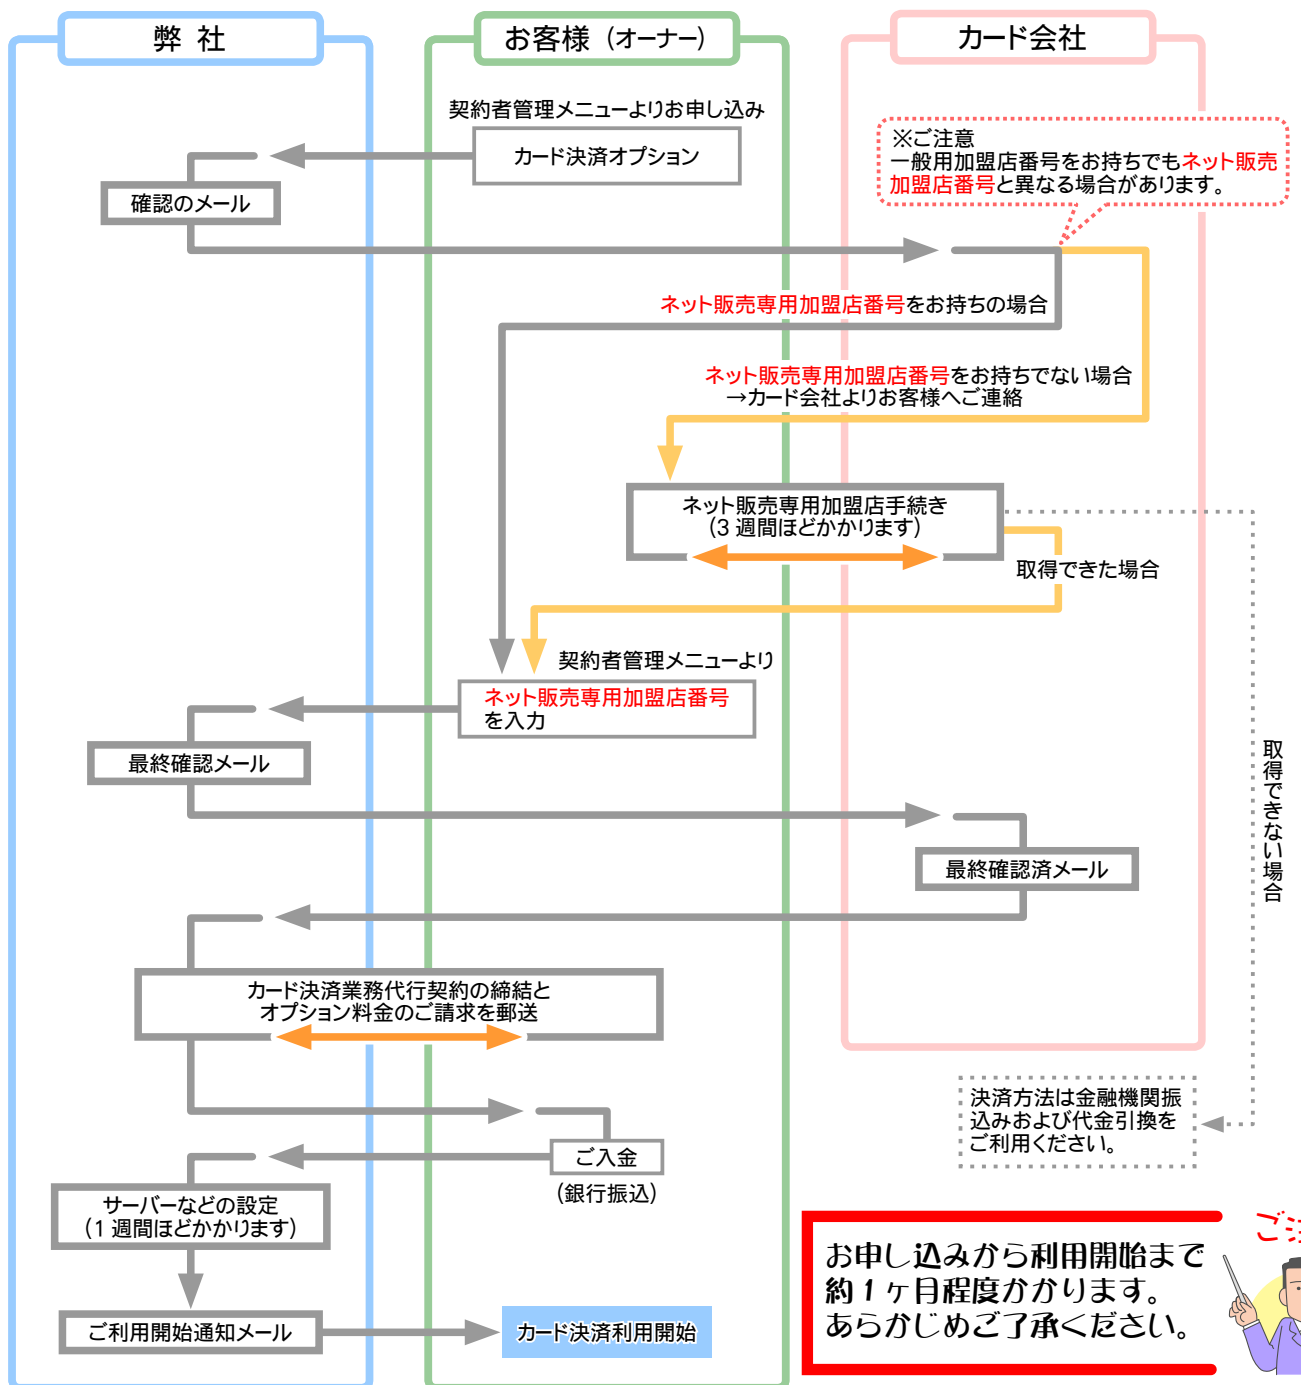 弊 社
お客様（オーナー）
カード会社
契約者管理メニューよりお申し込み
カード決済オプション
※ご注意
一般用加盟店番号をお持ちでもネット販売
加盟店番号と異なる場合があります。
確認のメール
ネット販売専用加盟店番号をお持ちの場合
ネット販売専用加盟店番号をお持ちでない場合
→カード会社よりお客様へご連絡
ネット販売専用加盟店手続き
（3 週間ほどかかります）
取得できた場合
契約者管理メニューより
ネット販売専用加盟店番号
を入力
最終確認メール
取得できない場合
最終確認済メール
カード決済業務代行契約の締結と
オプション料金のご請求を郵送
決済方法は金融機関振
込みおよび代金引換を
ご利用ください。
ご入金
（銀行振込）
サーバーなどの設定
（1 週間ほどかかります）
お申し込みから利用開始まで
約1ヶ月程度かかります。
あらかじめご了承ください。
ご利用開始通知メール
カード決済利用開始